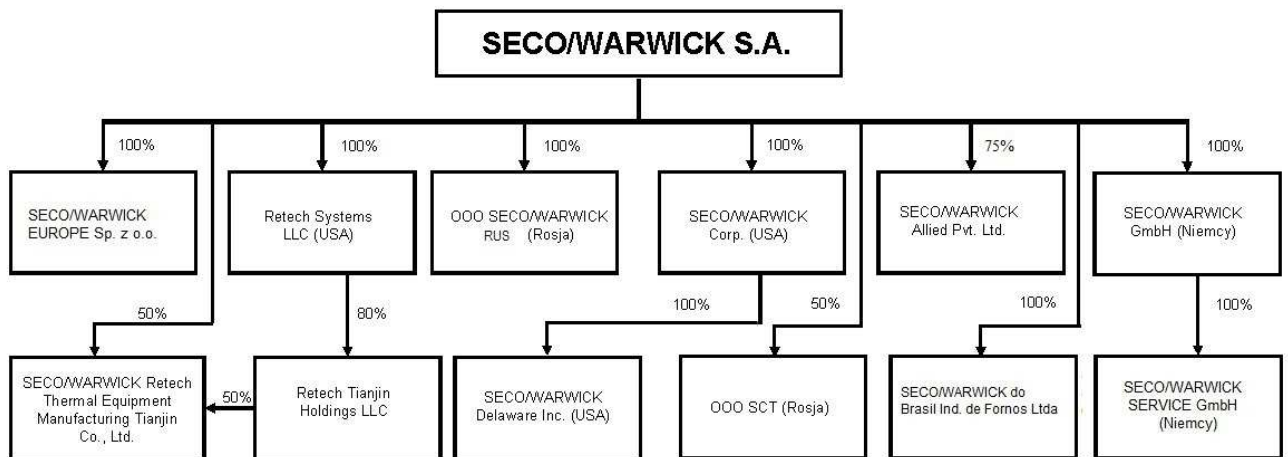 SECO/WARWICK S.A.
100%
100%
100%
100%
75%
100%
SECO/WARWICK
EUROPE Sp. z o.o.
Retech Systems
LLC (USA)
OOO SECO/WARWICK
RUS (Rosja)
SECO/WARWICK
Corp. (USA)
SECO/WARWICK
Allied Pvt. Ltd.
SECO/WARWICK
GmbH (Niemcy)
50%
80%
100%
50%
100%
100%
SECO/WARWICK Retech
Thermal Equipment
Manufacturing Tianjin
Co., Ltd.
50%
Retech Tianjin
Holdings LLC
SECO/WARWICK
Delaware Inc. (USA)
OOO SCT (Rosja)
SECO/WARWICK do
Brasil Ind. de Fornos Ltda
SECO/WARWICK
SERVICE GmbH
(Niemcy)